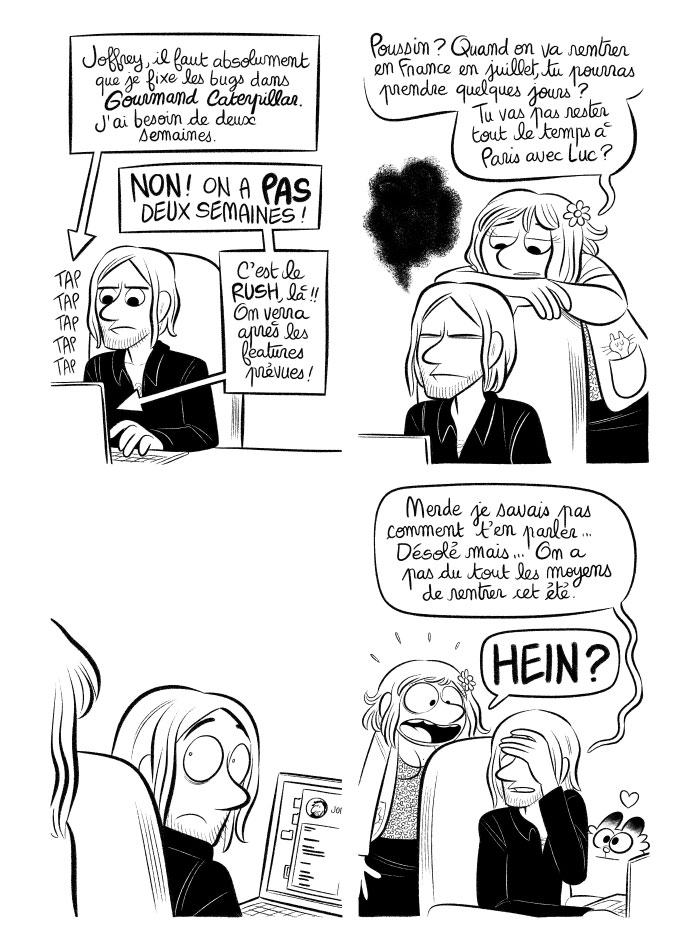 Joffrey, il faut absolument
que je fixe les bugs dans
Gourmand Caterpillar.
J'ai besoin de deux
semaines.
NON! ON A PAS
DEUX SEMAINES!
C'est le
RUSH, là!!
On verra
après les
features
prévues!
TAP
TAP
TAP
TAP
TAP
Poussin? Quand on va rentrer
en France en juillet, tu pourras
prendre quelques jours?
Tu vas pas rester
tout le temps à
Paris avec Luc?
Merde je savais pas
comment t'en parler...
Désolé mais... On a
pas du tout les moyens
de rentrer cet été.
HEIN?